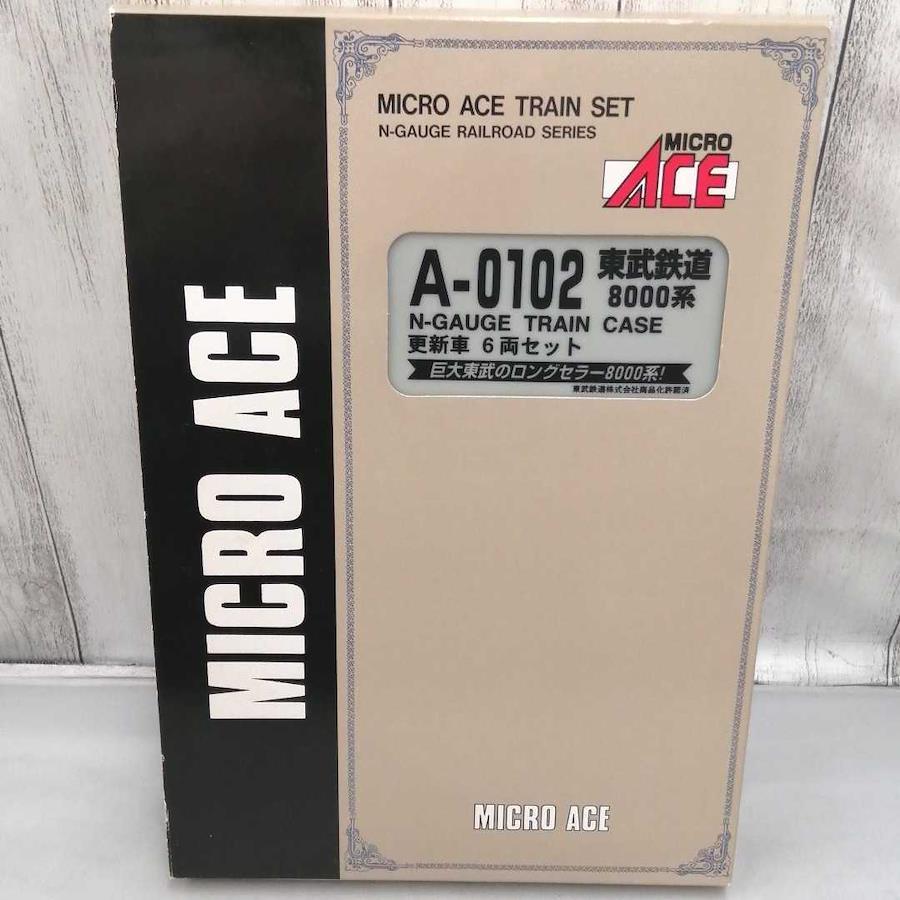 MICRO ACE
MICRO ACE TRAIN SET
N-GAUGE RAILROAD SERIES
MICRO
ACE
A-0102 東武鉄道
8000系
N-GAUGE TRAIN CASE
更新車 6両セット
巨大東武のロングセラー8000系!
東武鉄道株式会社商品化許諾済
MICRO ACE